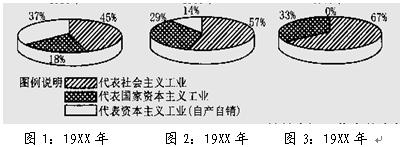 37% 45% 18%
29% 14% 57%
33% 0% 67%
图例说明 代表社会主义工业
代表国家资本主义工业
代表资本主义工业(自产自销)
图1：19XX年 图2：19XX年 图3：19XX年